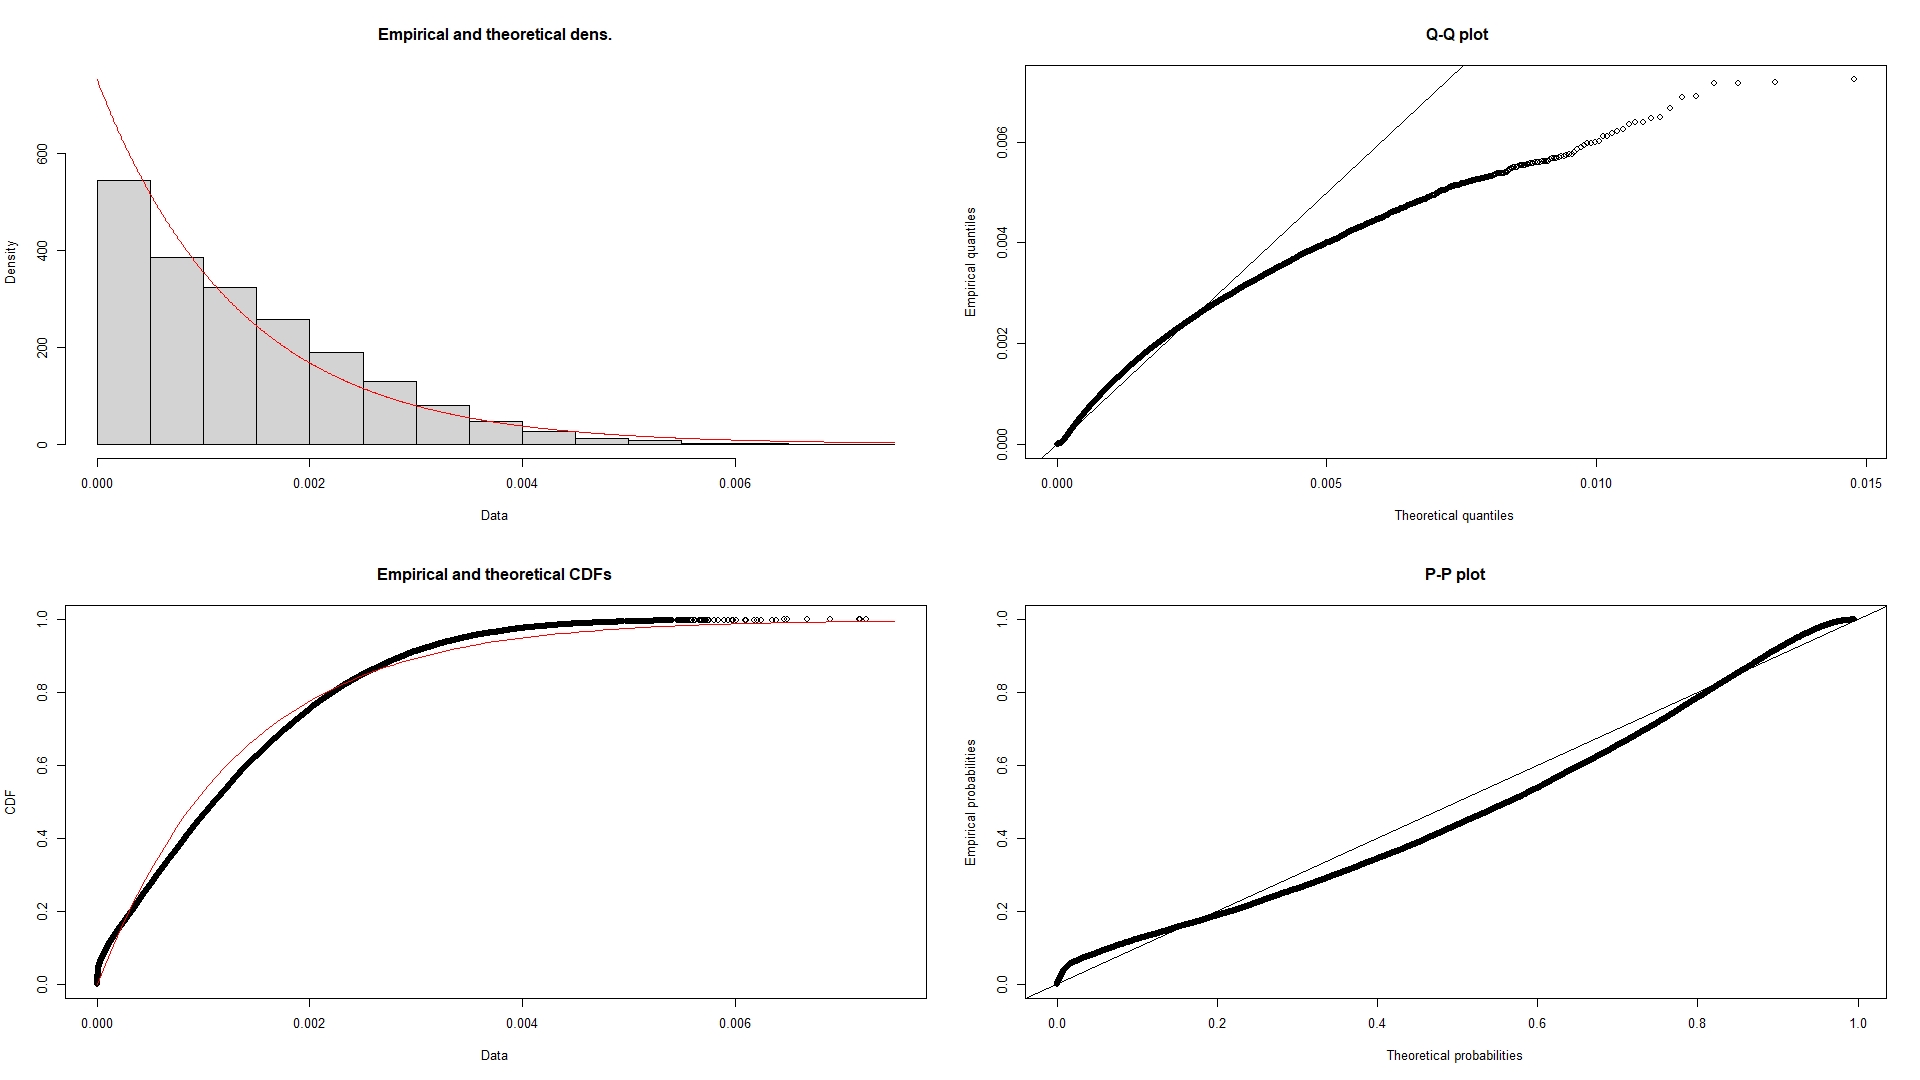 Empirical and theoretical dens.
Density
0
200
400
600
0.000 0.002 0.004 0.006
Data
Q-Q plot
Empirical quantiles
0.000
0.002
0.004
0.006
0.000 0.005 0.010 0.015
Theoretical quantiles
Empirical and theoretical CDFs
CDF
0.0
0.2
0.4
0.6
0.8
1.0
0.000 0.002 0.004 0.006
Data
P-P plot
Empirical probabilities
0.0
0.2
0.4
0.6
0.8
1.0
0.0 0.2 0.4 0.6 0.8 1.0
Theoretical probabilities